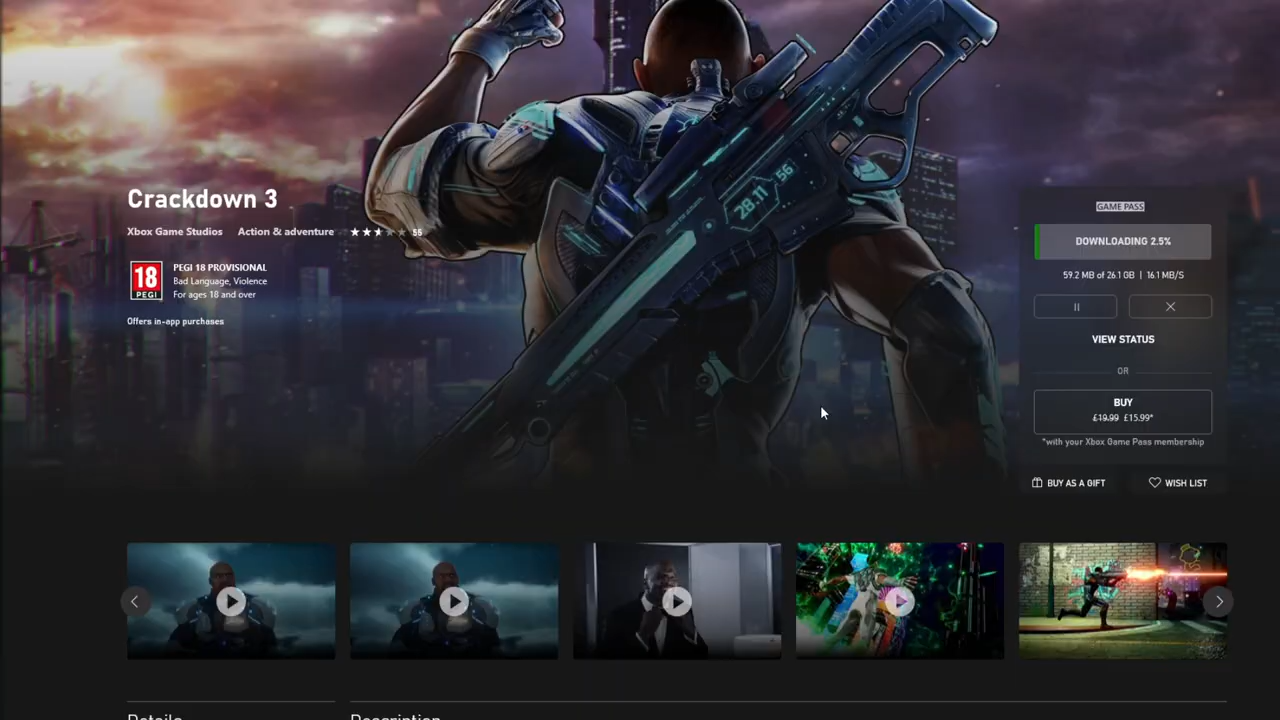 28:11 56
Crackdown 3
Xbox Game Studios Action & adventure 55
18
PEGI
PEGI 18 PROVISIONAL
Bad Language, Violence
For ages 18 and over
Offers in-app purchases
GAME PASS
DOWNLOADING 2.5%
59.2 MB of 26.1 GB | 16.1 MB/S
VIEW STATUS
OR
BUY
£19.99 £15.99*
*with your Xbox Game Pass membership
BUY AS A GIFT
WISH LIST
Details
Description